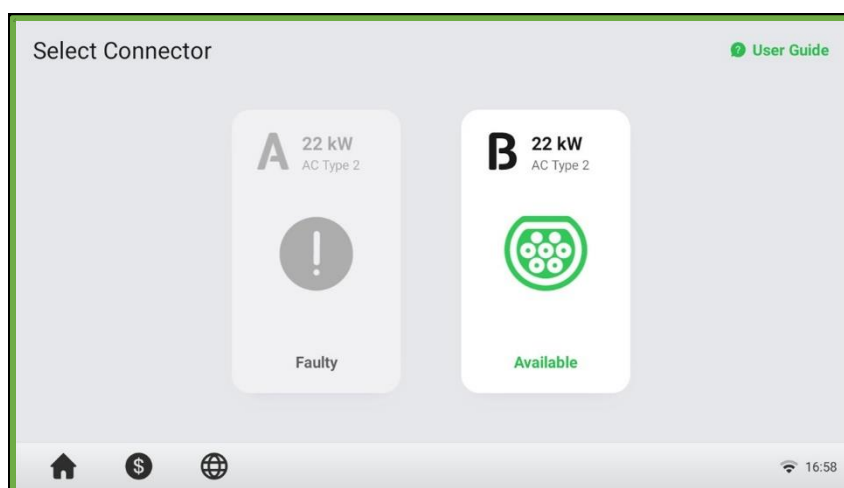 Select Connector
User Guide
A 22 kW
AC Type 2
Faulty
B 22 kW
AC Type 2
Available
16:58